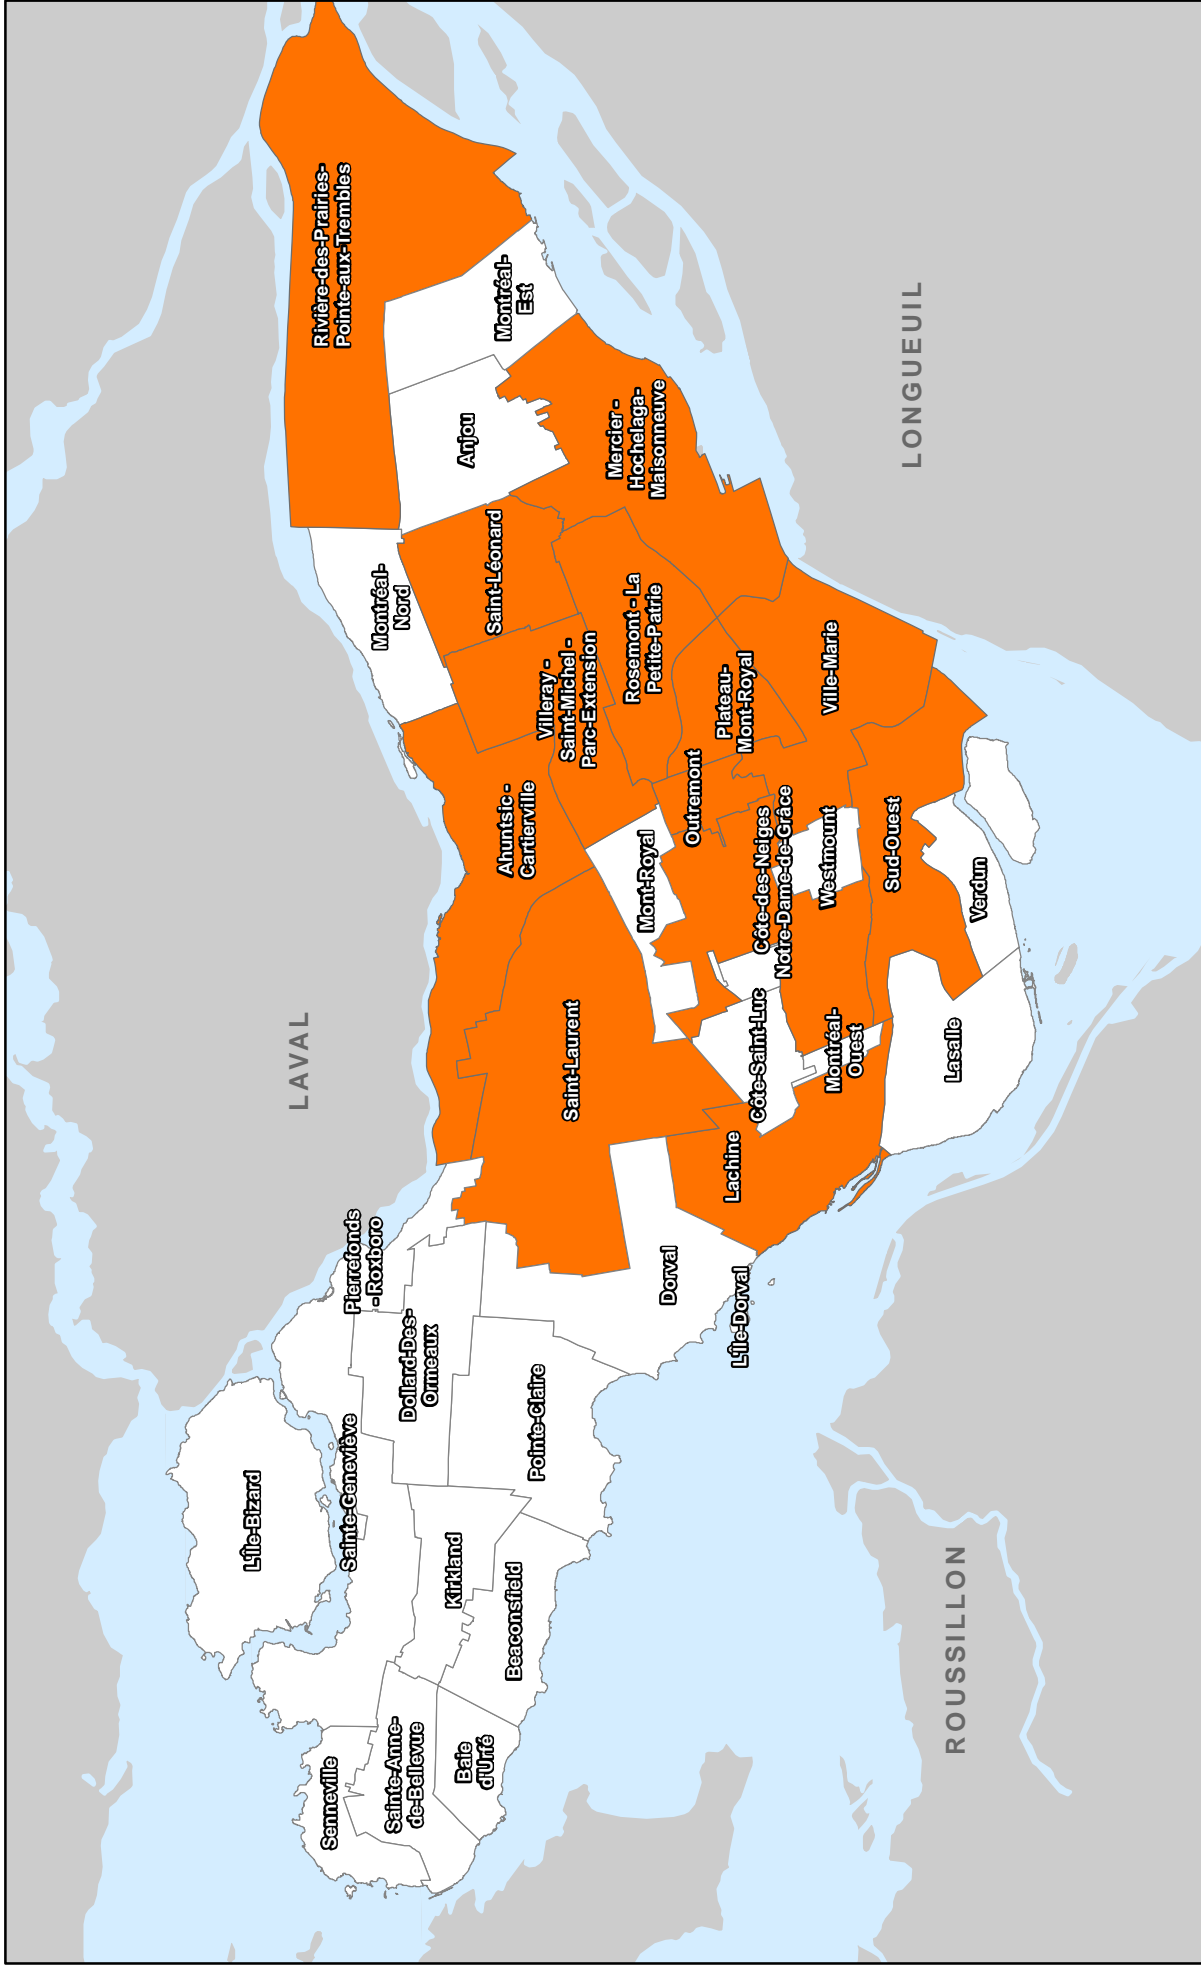 LAVAL
L'Île-Bizard
Sainte-Geneviève
Pierrefonds
- Roxboro
Senneville
Sainte-Anne-
de-Bellevue
Baie
d'Urfé
Kirkland
Beaconsfield
Dollard-Des-
Ormeaux
Pointe-Claire
Dorval
L'Île-Dorval
Lachine
Saint-Laurent
Côte-Saint-Luc
Montréal-
Ouest
Lasalle
Ahuntsic -
Cartierville
Mont-Royal
Outremont
Côte-des-Neiges
Notre-Dame-de-Grâce
Westmount
Sud-Ouest
Verdun
Villeray -
Saint-Michel -
Parc-Extension
Rosemont - La
Petite-Patrie
Plateau-
Mont-Royal
Ville-Marie
Montréal-
Nord
Saint-Léonard
Anjou
Mercier -
Hochelaga-
Maisonneuve
Montréal-
Est
Rivière-des-Prairies-
Pointe-aux-Trembles
LONGUEUIL
ROUSSILLON